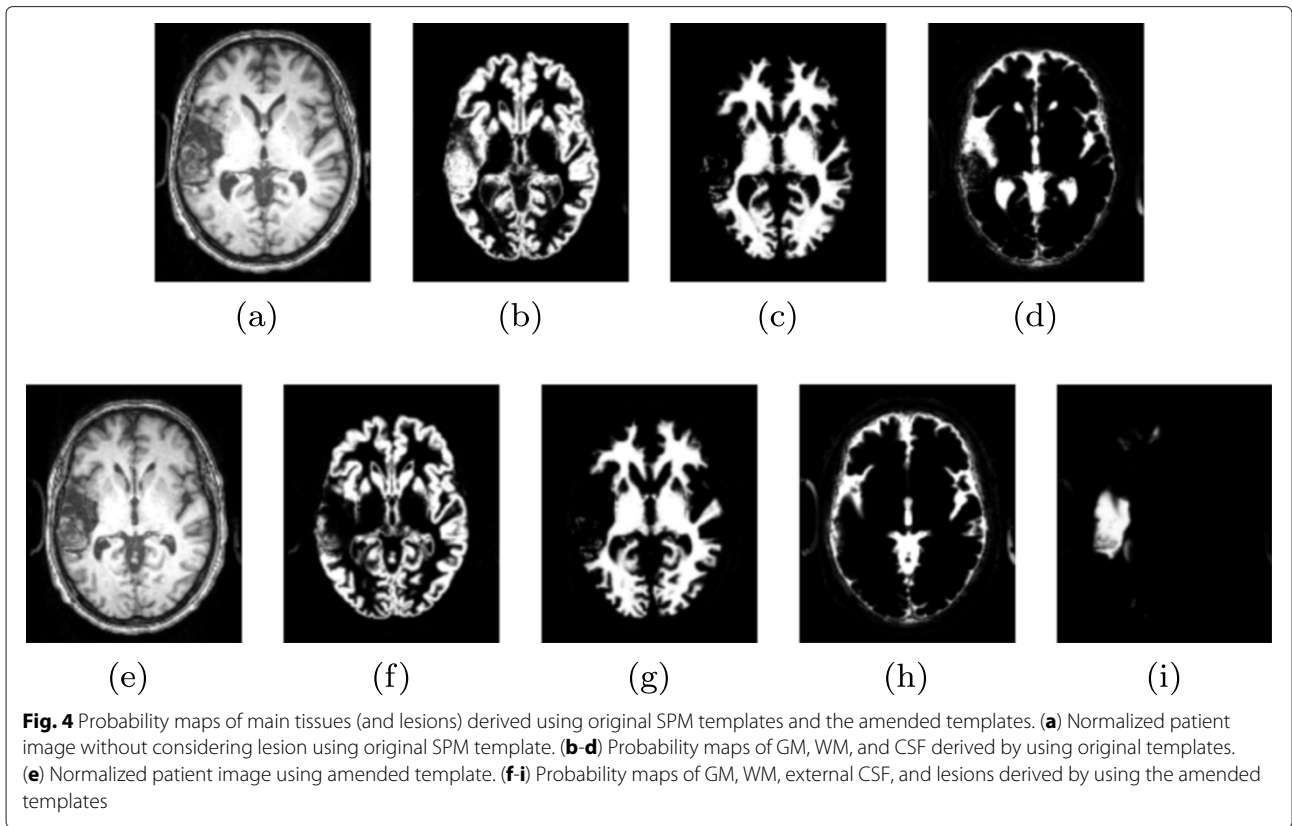 (a) (b) (c) (d)
(e) (f) (g) (h) (i)
Fig. 4 Probability maps of main tissues (and lesions) derived using original SPM templates and the amended templates. (a) Normalized patient
image without considering lesion using original SPM template. (b-d) Probability maps of GM, WM, and CSF derived by using original templates.
(e) Normalized patient image using amended template. (f-i) Probability maps of GM, WM, external CSF, and lesions derived by using the amended
templates